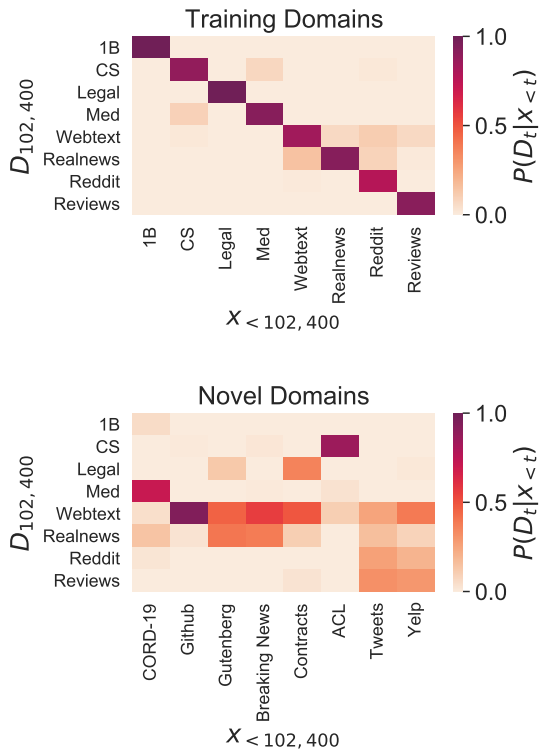 Training Domains
1B
CS
Legal
Med
Webtext
Realnews
Reddit
Reviews
D102,400
1B
CS
Legal
Med
Webtext
Realnews
Reddit
Reviews
x<102,400
1.0
0.5
0.0
P(Dt|x<t)
Novel Domains
1B
CS
Legal
Med
Webtext
Realnews
Reddit
Reviews
D102,400
CORD-19
Github
Gutenberg
Breaking News
Contracts
ACL
Tweets
Yelp
x<102,400
1.0
0.5
0.0
P(Dt|x<t)